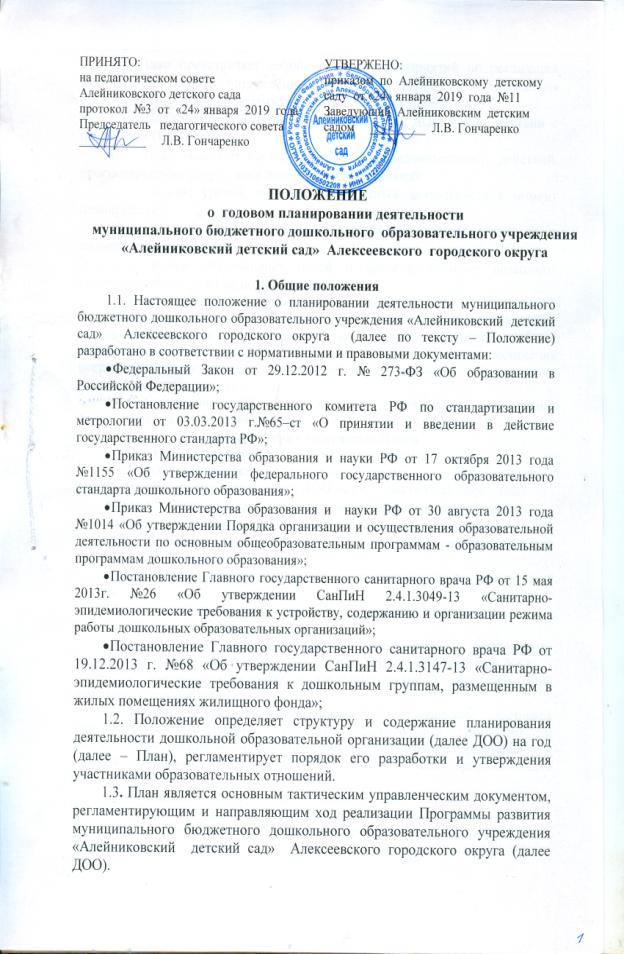 ПРИНЯТО:
на педагогическом совете
Алейниковского детского сада
протокол №3 от «24» января 2019 года
Председатель педагогического совета
Л.В. Гончаренко
УТВЕРЖЕНО:
приказом по Алейниковскому детскому
саду от «24» января 2019 года №11
Заведующий Алейниковским детским
садом Л.В. Гончаренко
Алейниковский
детский
сад
ПОЛОЖЕНИЕ
о годовом планировании деятельности
муниципального бюджетного дошкольного образовательного учреждения
«Алейниковский детский сад» Алексеевского городского округа
1. Общие положения
1.1. Настоящее положение о планировании деятельности муниципального
бюджетного дошкольного образовательного учреждения «Алейниковский детский
сад» Алексеевского городского округа (далее по тексту – Положение)
разработано в соответствии с нормативными и правовыми документами:
•Федеральный Закон от 29.12.2012 г. № 273-ФЗ «Об образовании в
Российской Федерации»;
•Постановление государственного комитета РФ по стандартизации и
метрологии от 03.03.2013 г.№65–ст «О принятии и введении в действие
государственного стандарта РФ»;
•Приказ Министерства образования и науки РФ от 17 октября 2013 года
№1155 «Об утверждении федерального государственного образовательного
стандарта дошкольного образования»;
•Приказ Министерства образования и науки РФ от 30 августа 2013 года
№1014 «Об утверждении Порядка организации и осуществления образовательной
деятельности по основным общеобразовательным программам - образовательным
программам дошкольного образования»;
•Постановление Главного государственного санитарного врача РФ от 15 мая
2013г. №26 «Об утверждении СанПиН 2.4.1.3049-13 «Санитарно-
эпидемиологические требования к устройству, содержанию и организации режима
работы дошкольных образовательных организаций»;
•Постановление Главного государственного санитарного врача РФ от
19.12.2013 г. №68 «Об утверждении СанПиН 2.4.1.3147-13 «Санитарно-
эпидемиологические требования к дошкольным группам, размещенным в
жилых помещениях жилищного фонда»;
1.2. Положение определяет структуру и содержание планирования
деятельности дошкольной образовательной организации (далее ДОО) на год
(далее – План), регламентирует порядок его разработки и утверждения
участниками образовательных отношений.
1.3. План является основным тактическим управленческим документом,
регламентирующим и направляющим ход реализации Программы развития
муниципального бюджетного дошкольного образовательного учреждения
«Алейниковский детский сад» Алексеевского городского округа (далее
ДОО).
1